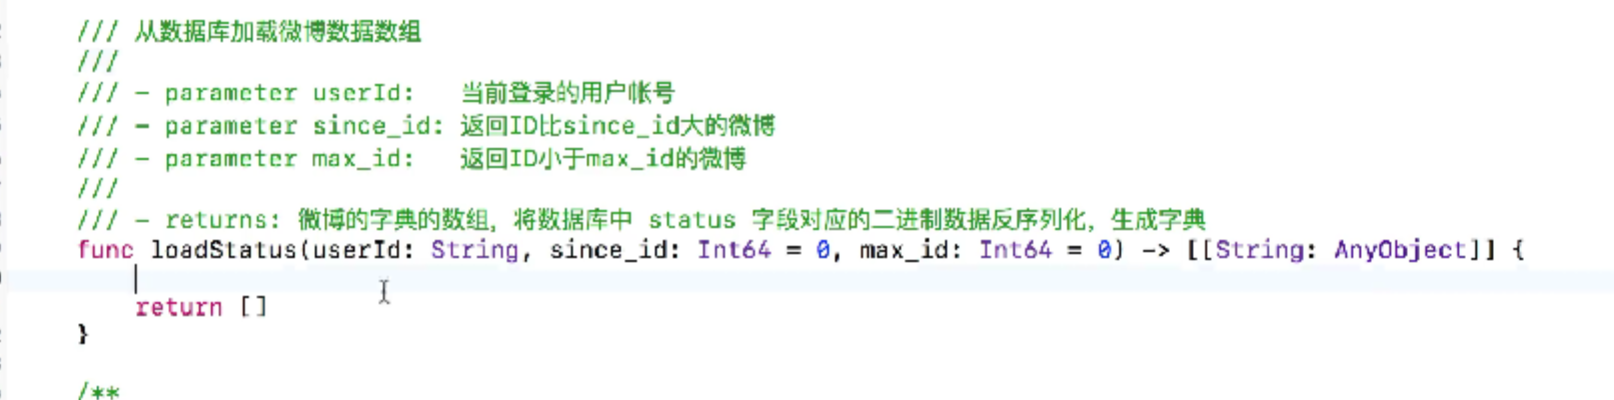 /// 从数据库加载微博数据数组
///
/// - parameter userId:   当前登录的用户帐号
/// - parameter since_id: 返回ID比since_id大的微博
/// - parameter max_id:   返回ID小于max_id的微博
///
/// - returns: 微博的字典的数组，将数据库中 status 字段对应的二进制数据反序列化，生成字典
func loadStatus(userId: String, since_id: Int64 = 0, max_id: Int64 = 0) -> [[String: AnyObject]] {
return []
}
/**